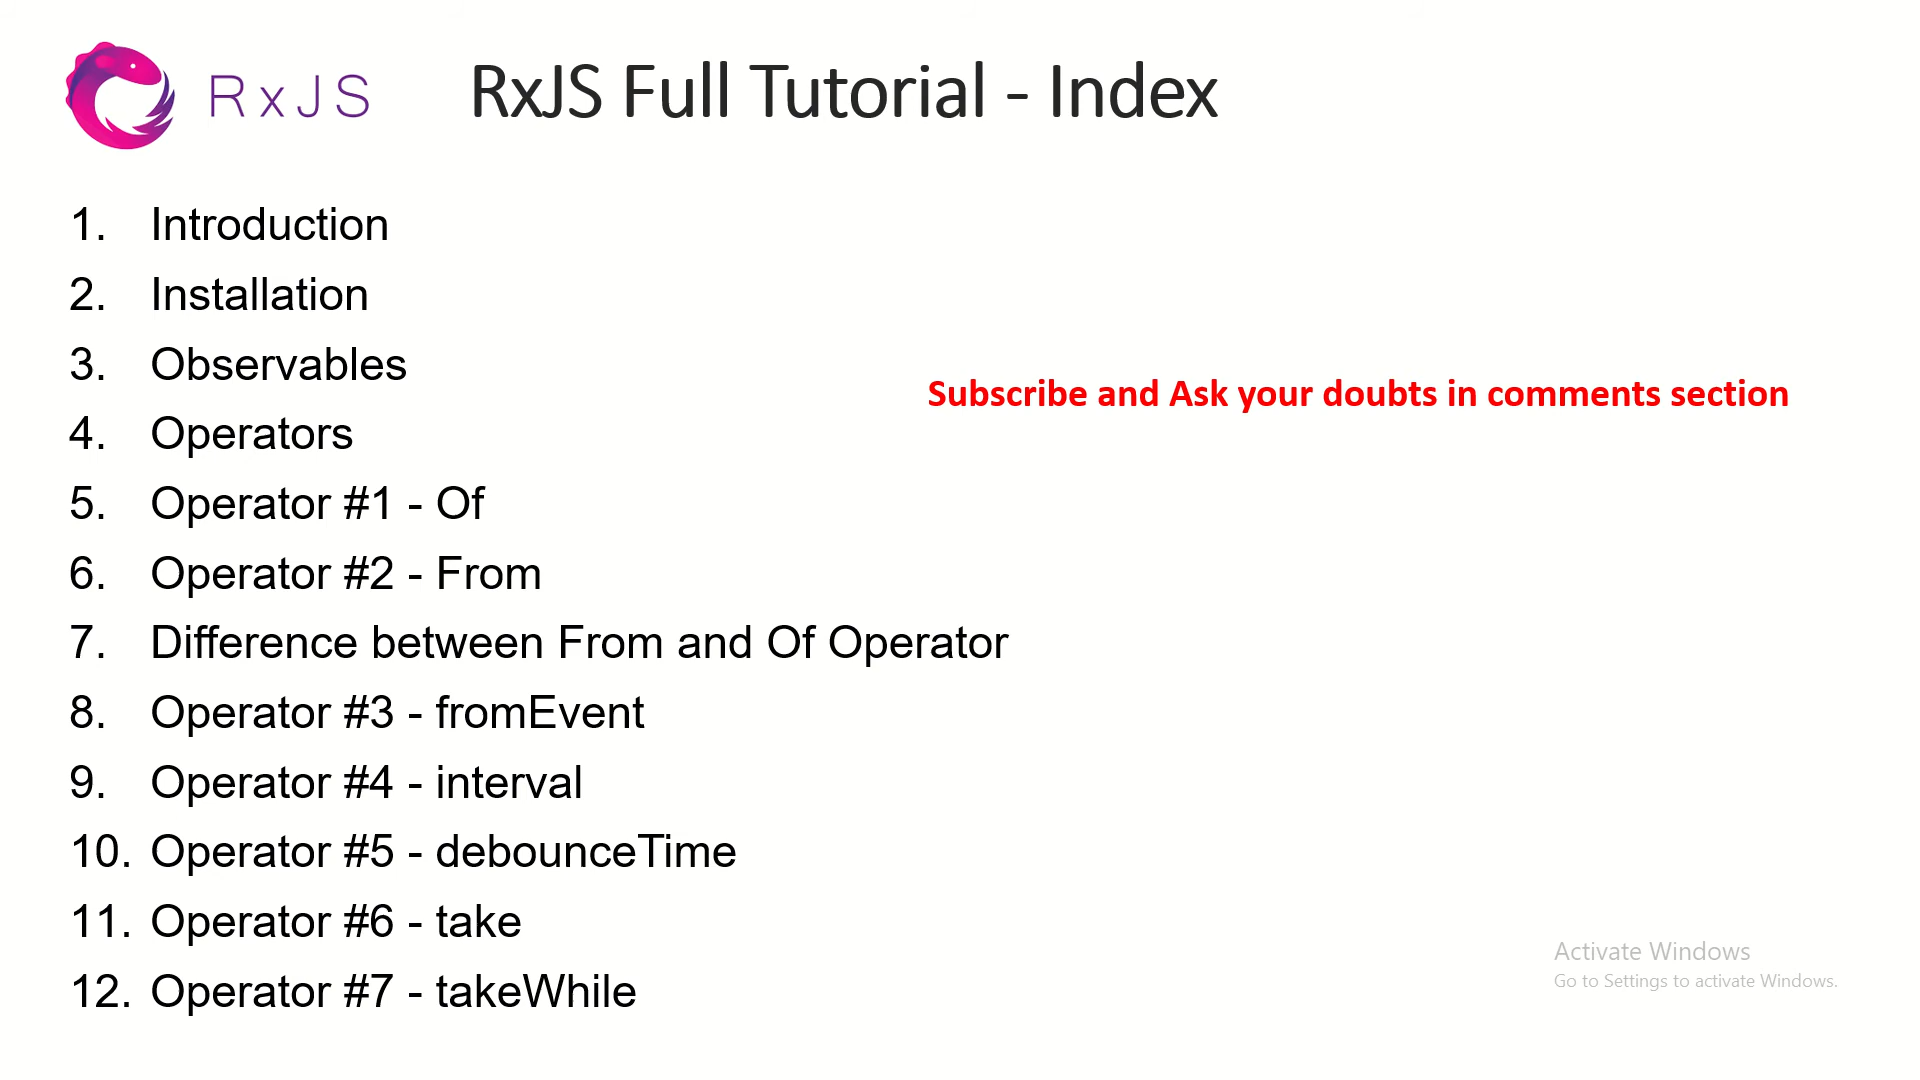 RxJS
RxJS Full Tutorial - Index
1. Introduction
2. Installation
3. Observables
4. Operators
5. Operator #1 - Of
6. Operator #2 - From
7. Difference between From and Of Operator
8. Operator #3 - fromEvent
9. Operator #4 - interval
10. Operator #5 - debounceTime
11. Operator #6 - take
12. Operator #7 - takeWhile
Subscribe and Ask your doubts in comments section
Activate Windows
Go to Settings to activate Windows.